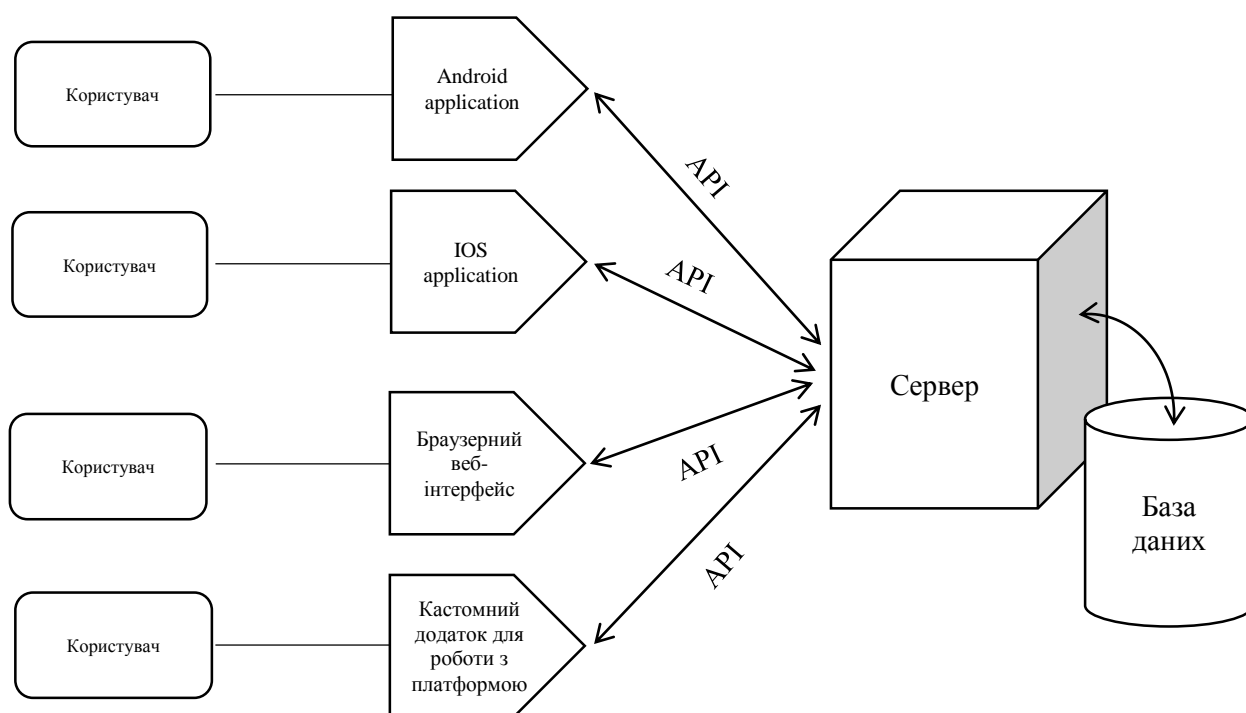 Користувач
Android
application
API
Користувач
IOS
application
API
Сервер
Користувач
Браузерний
веб-
інтерфейс
API
База
даних
Користувач
Кастомний
додаток для
роботи з
платформою
API